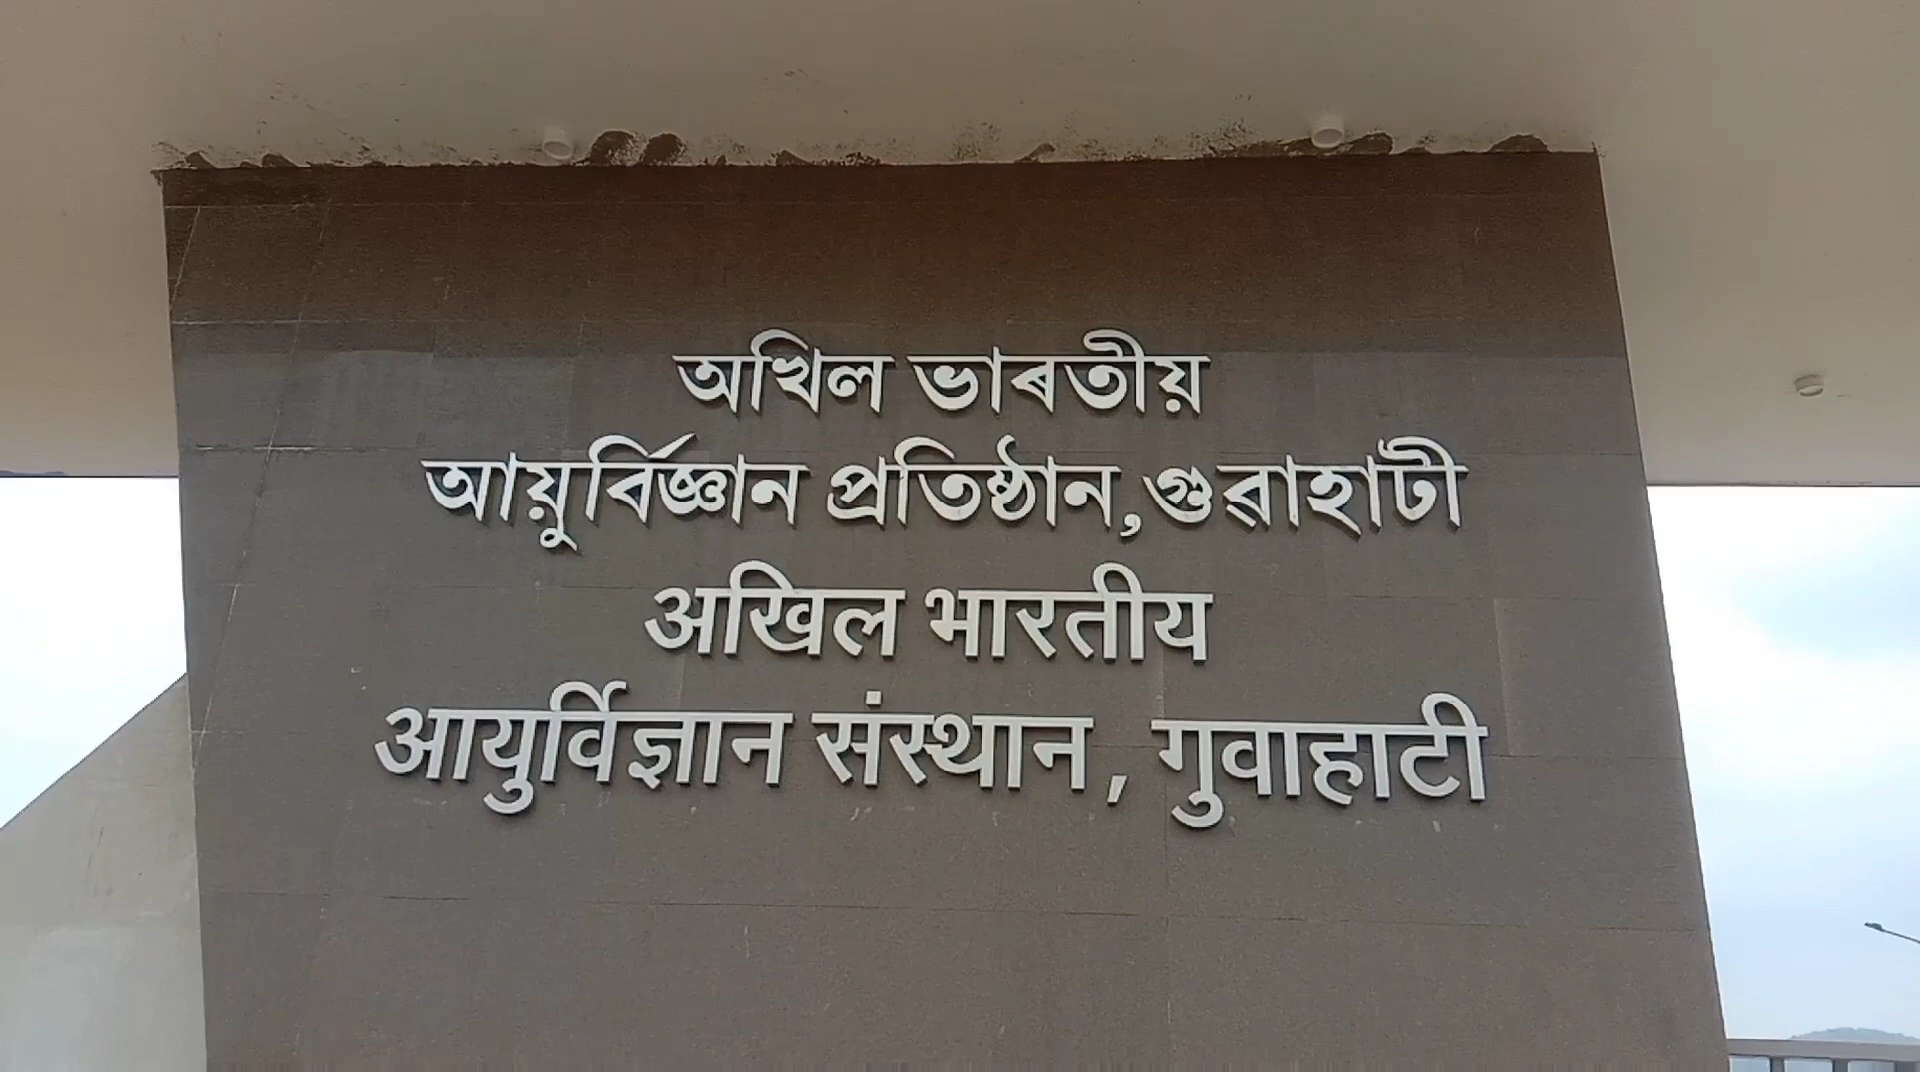 অখিল ভাৰতীয়
আয়ুৰ্বিজ্ঞান প্ৰতিষ্ঠান,গুৱাহাটী
अखिल भारतीय
आयुर्विज्ञान संस्थान, गुवाहाटी